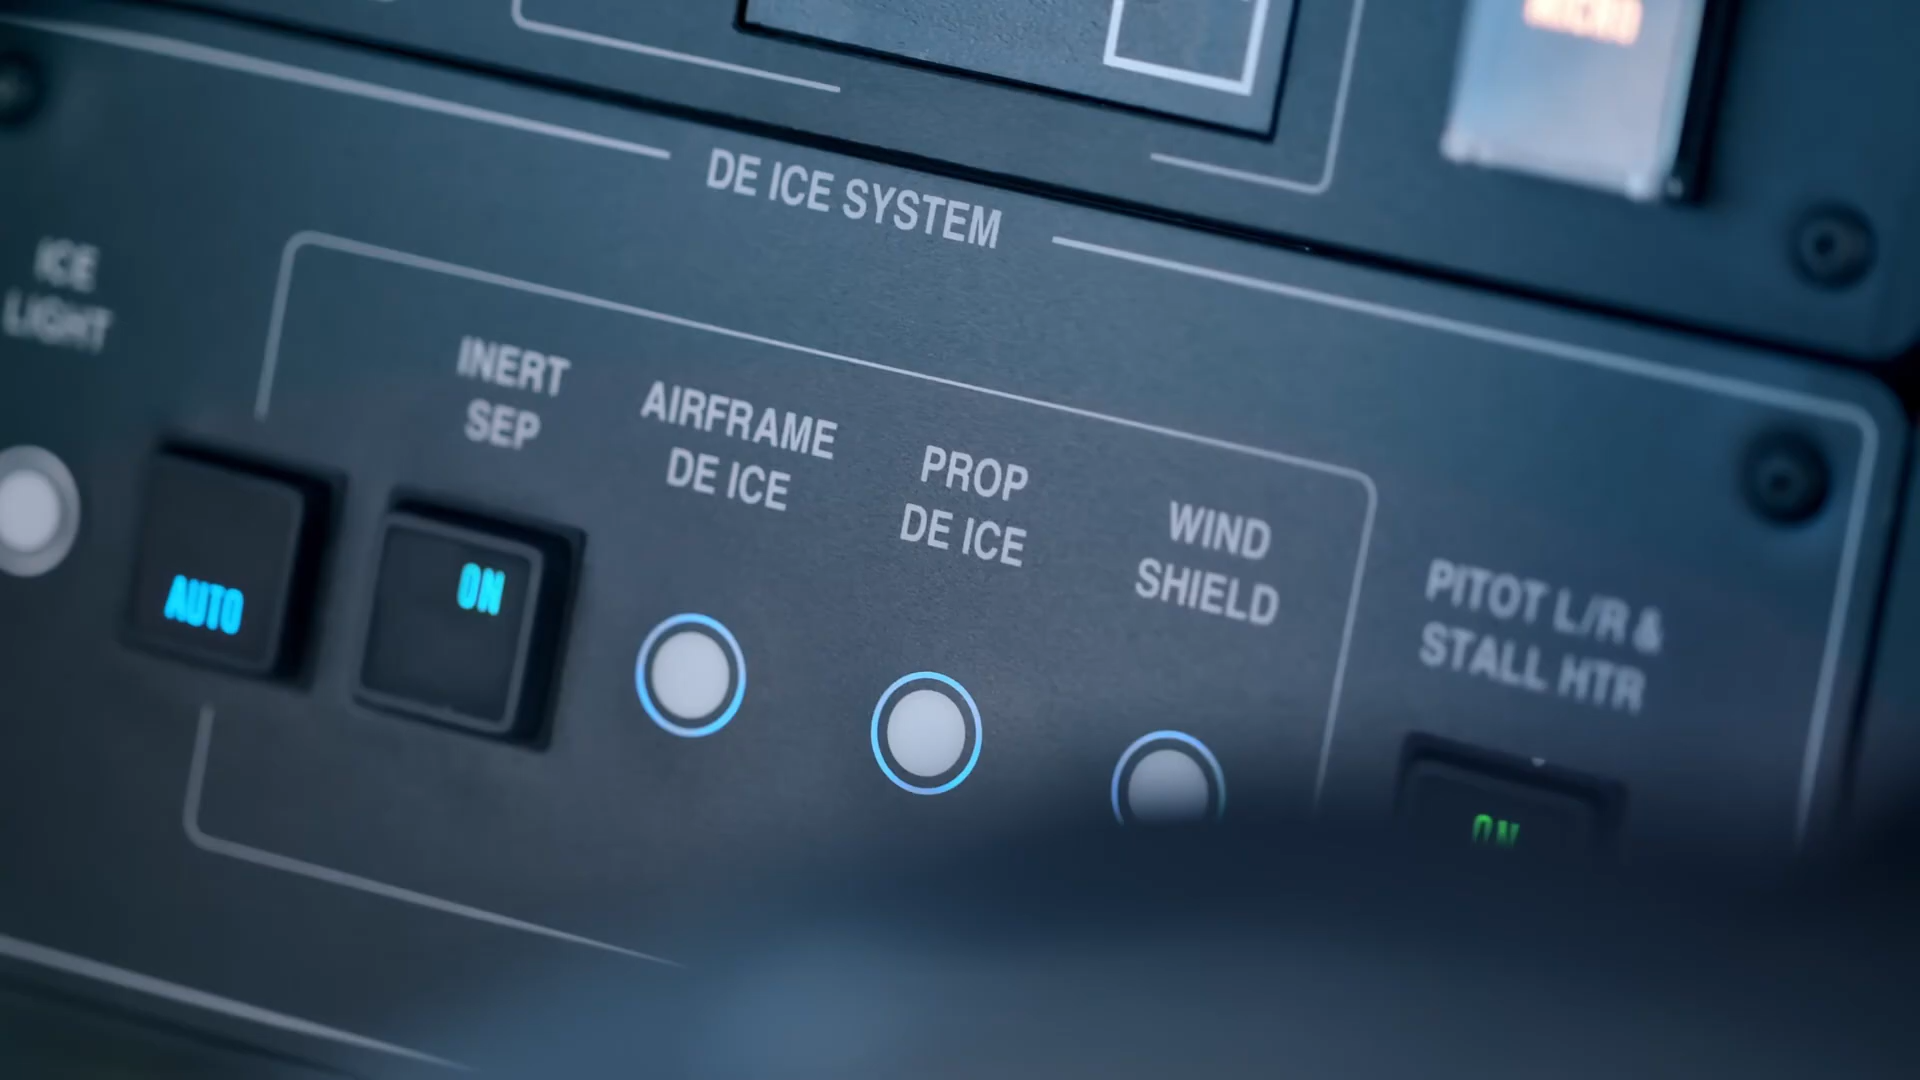 MICRO
DE ICE SYSTEM
ICE
LIGHT
INERT
SEP
AIRFRAME
DE ICE
PROP
DE ICE
WIND
SHIELD
PITOT L/R &
STALL HTR
AUTO
ON
ON